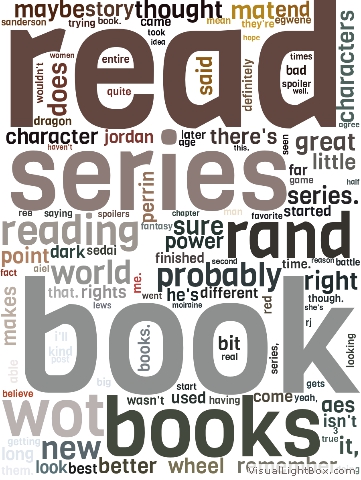 maybe story thought mat end
sanderson trying book. came mean they're egwene
took idea hope
read
women wouldn't does entire quite said definitely times bad spoiler well. characters
dragon agree
character jordan later age there's this. seen great
haven't little
series
far game half
series.
perrin
ree saying spoilers chapter man favorite started
reading fantasy sure power rand
point dark sedai finished second time. reason battle
fact aiel world me. probably right
that. rights went he's different red though.
makes lews moiraine she's
book
i'll kind post able books. bit real series, rj looking
big start gets
believe wasn't used having come yeah, aes
wot books isn't
getting new 3 true it,
long them. look best better wheel remember
VisualLightBox.com